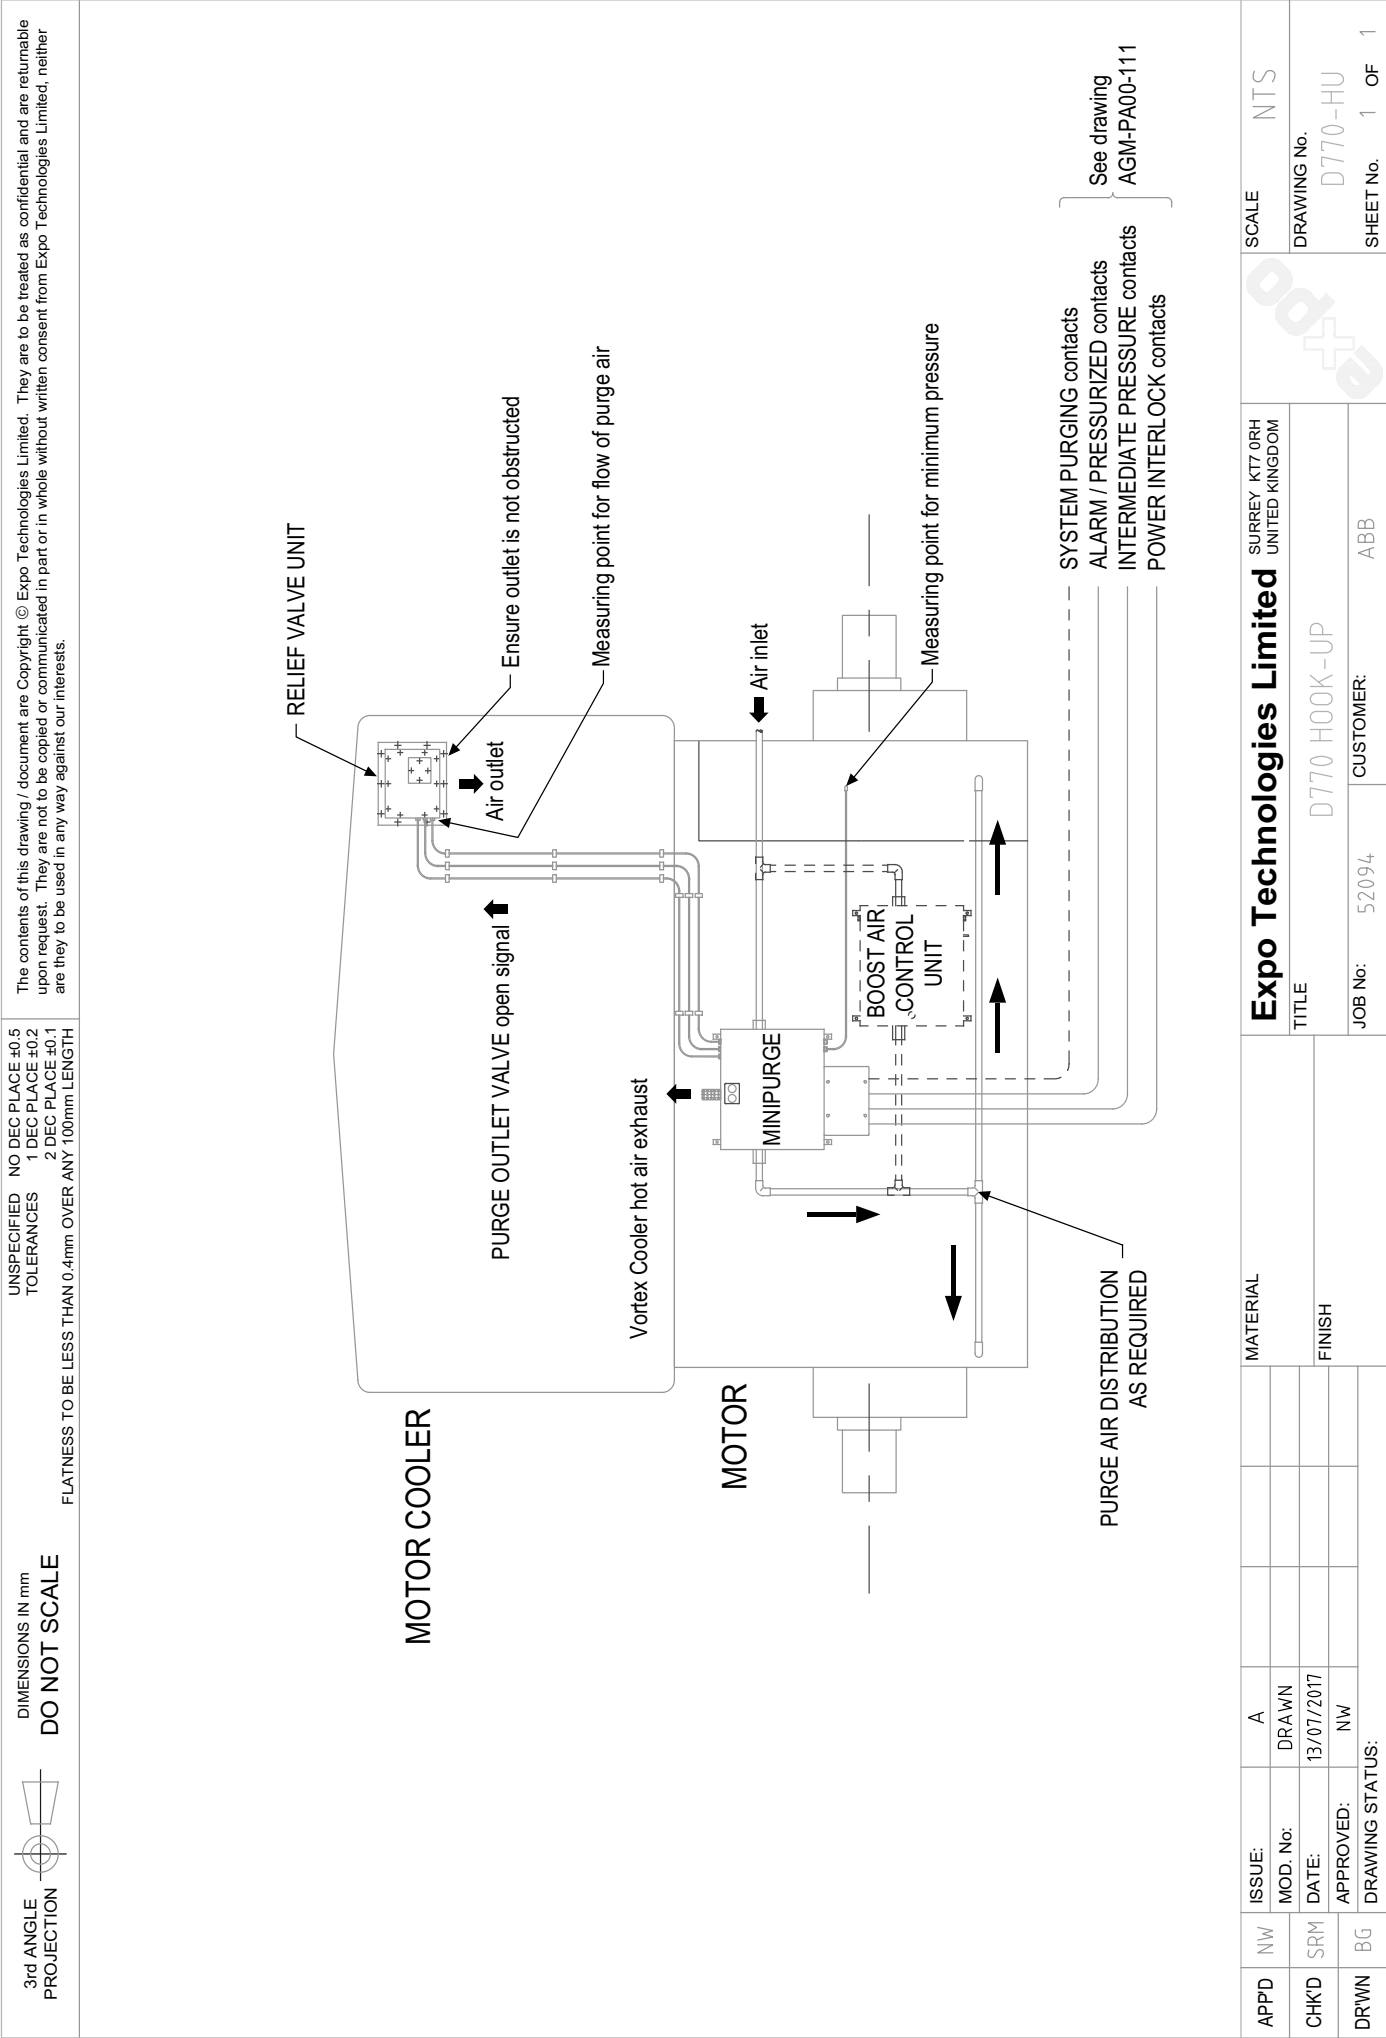 3rd ANGLE
PROJECTION
DIMENSIONS IN mm
DO NOT SCALE
UNSPECIFIED
TOLERANCES
NO DEC PLACE ±0.5
1 DEC PLACE ±0.2
2 DEC PLACE ±0.1
FLATNESS TO BE LESS THAN 0.4mm OVER ANY 100mm LENGTH
The contents of this drawing / document are Copyright © Expo Technologies Limited. They are to be treated as confidential and are returnable
upon request. They are not to be copied or communicated in part or in whole without written consent from Expo Technologies Limited, neither
are they to be used in any way against our interests.
RELIEF VALVE UNIT
MOTOR COOLER
PURGE OUTLET VALVE open signal
Air outlet
Ensure outlet is not obstructed
Measuring point for flow of purge air
Vortex Cooler hot air exhaust
MOTOR
MINIPURGE
Air inlet
BOOST AIR
CONTROL
UNIT
Measuring point for minimum pressure
PURGE AIR DISTRIBUTION
AS REQUIRED
SYSTEM PURGING contacts
ALARM / PRESSURIZED contacts
INTERMEDIATE PRESSURE contacts
POWER INTERLOCK contacts
See drawing
AGM-PA00-111
APP'D NW
CHK'D SRM
DR'WN BG
ISSUE: A
MOD. No: DRAWN
DATE: 13/07/2017
APPROVED: NW
DRAWING STATUS:
MATERIAL
FINISH
Expo Technologies Limited
SURREY KT7 0RH
UNITED KINGDOM
TITLE
D770 HOOK-UP
JOB No: 52094
CUSTOMER: ABB
expo
SCALE NTS
DRAWING No.
D770-HU
SHEET No. 1 OF 1